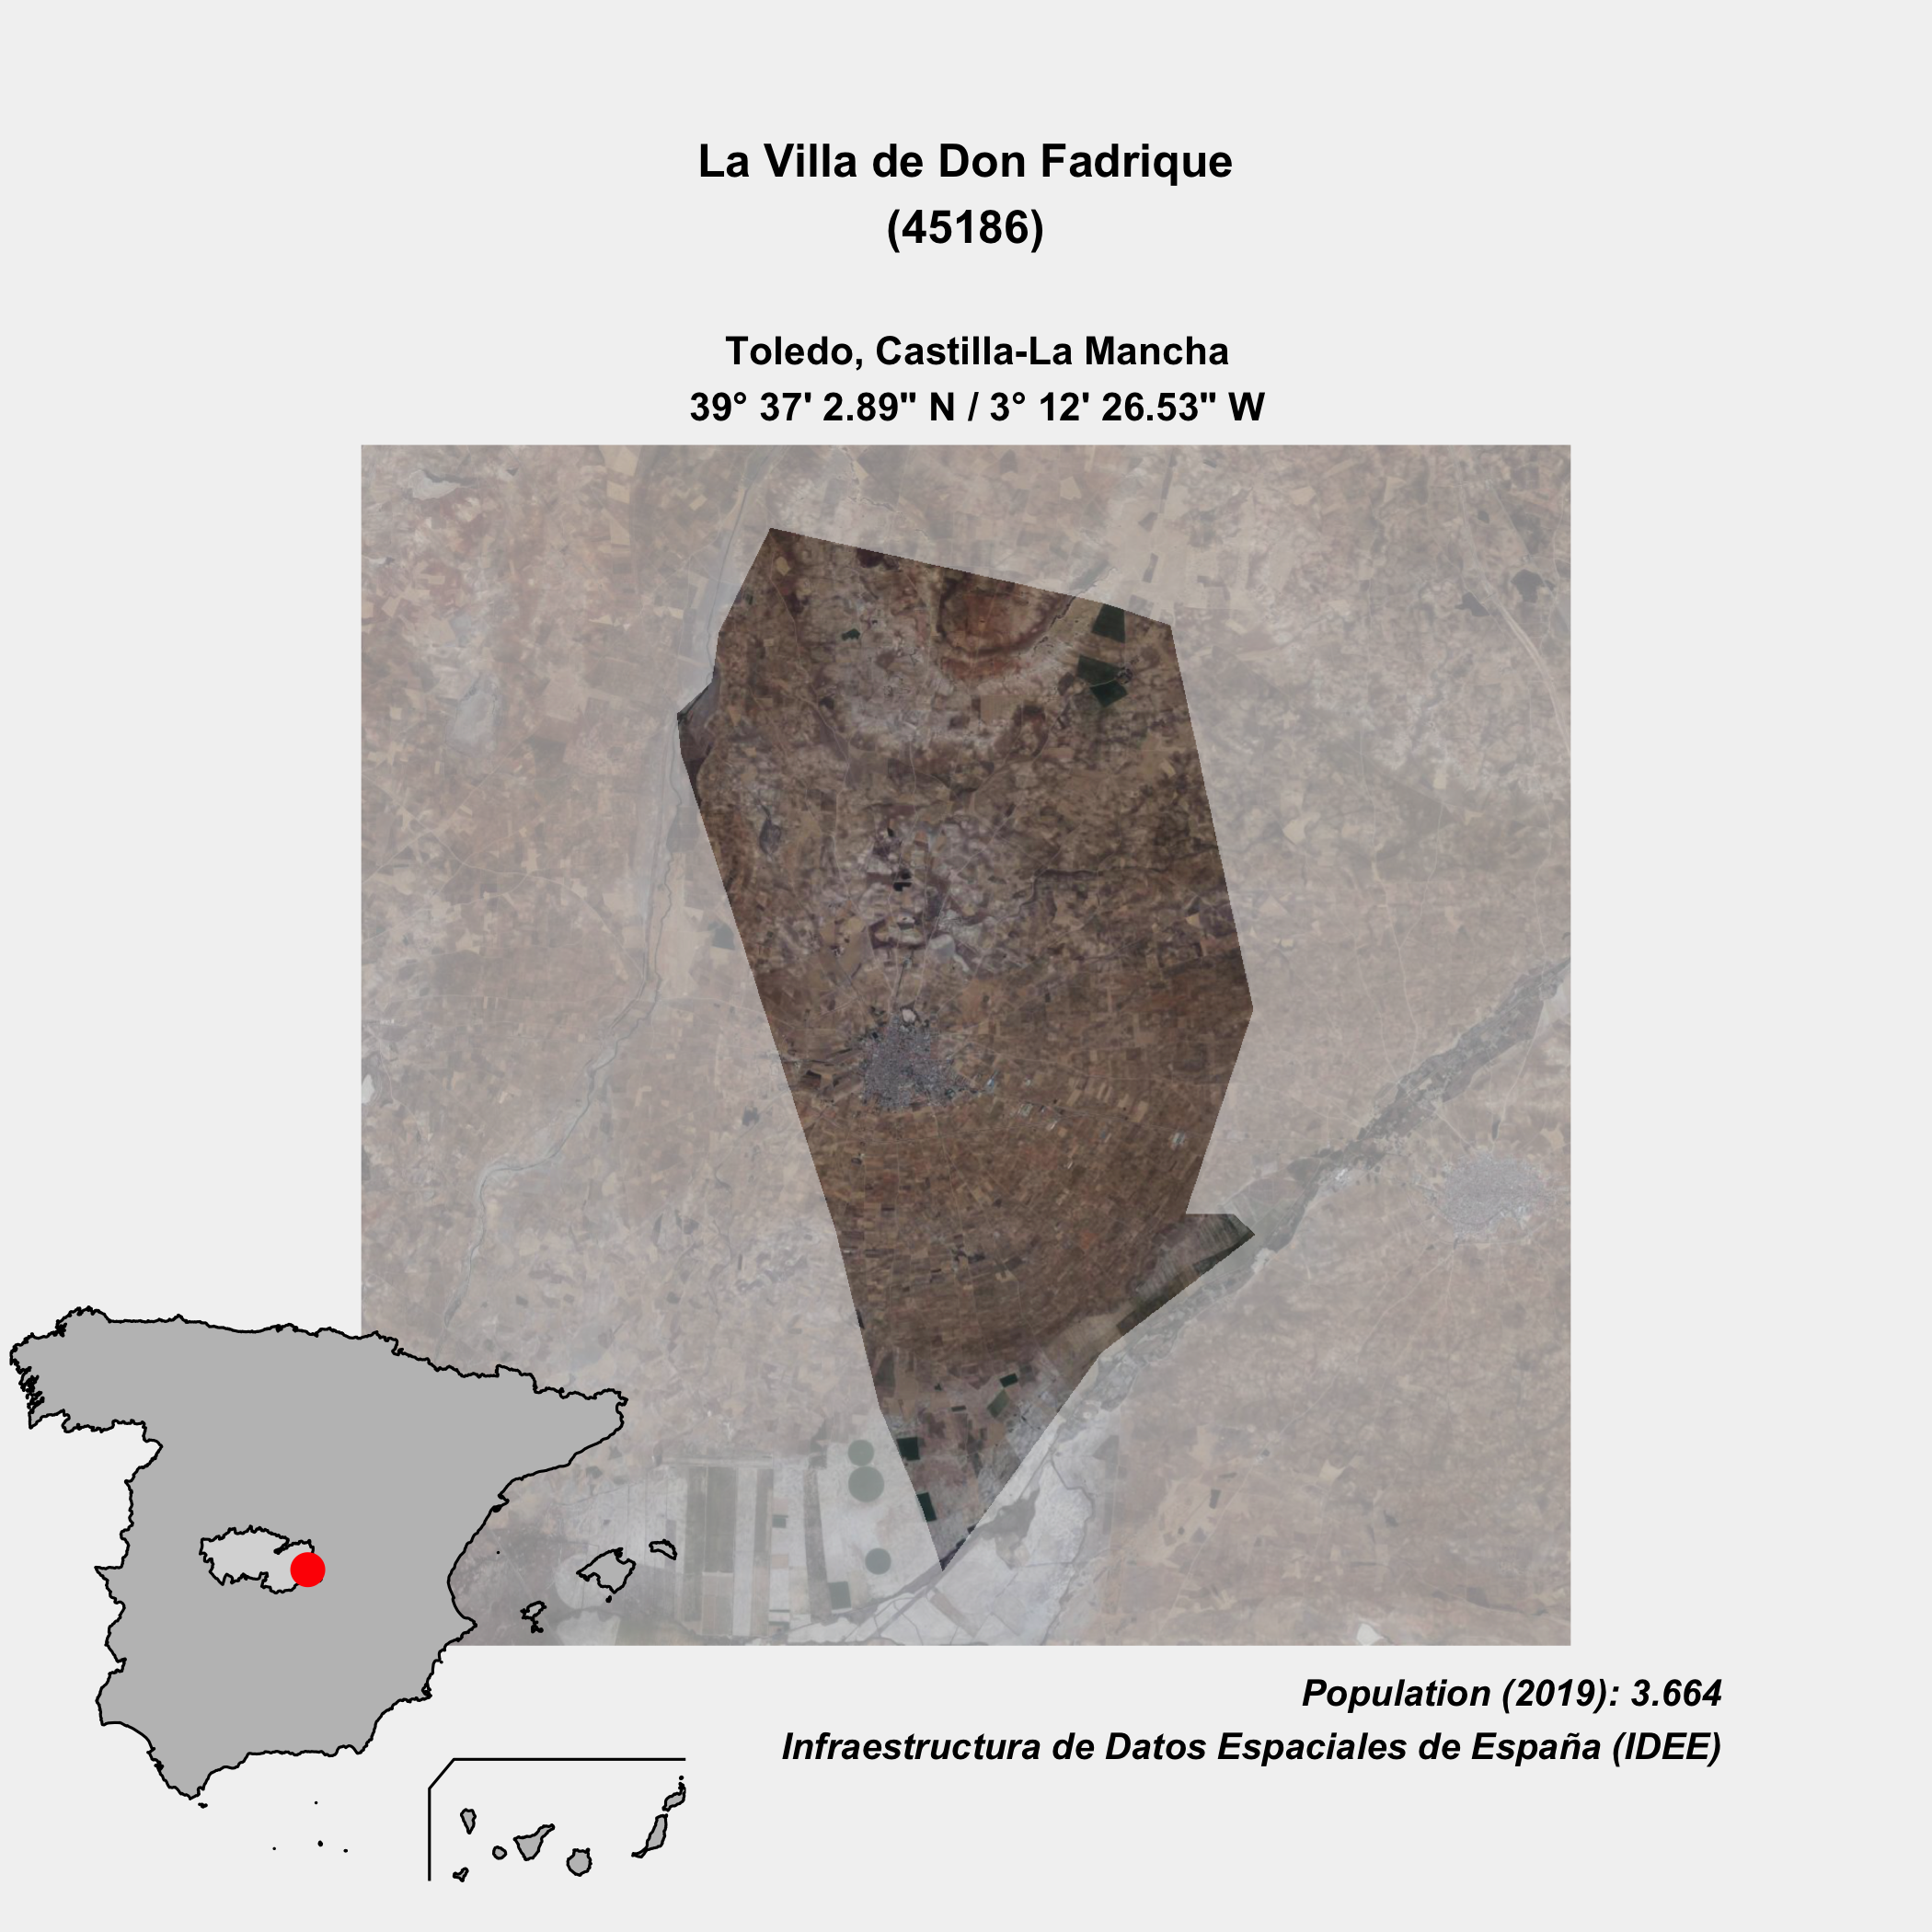 La Villa de Don Fadrique
(45186)
Toledo, Castilla-La Mancha
39° 37' 2.89" N / 3° 12' 26.53" W
Population (2019): 3.664
Infraestructura de Datos Espaciales de España (IDEE)